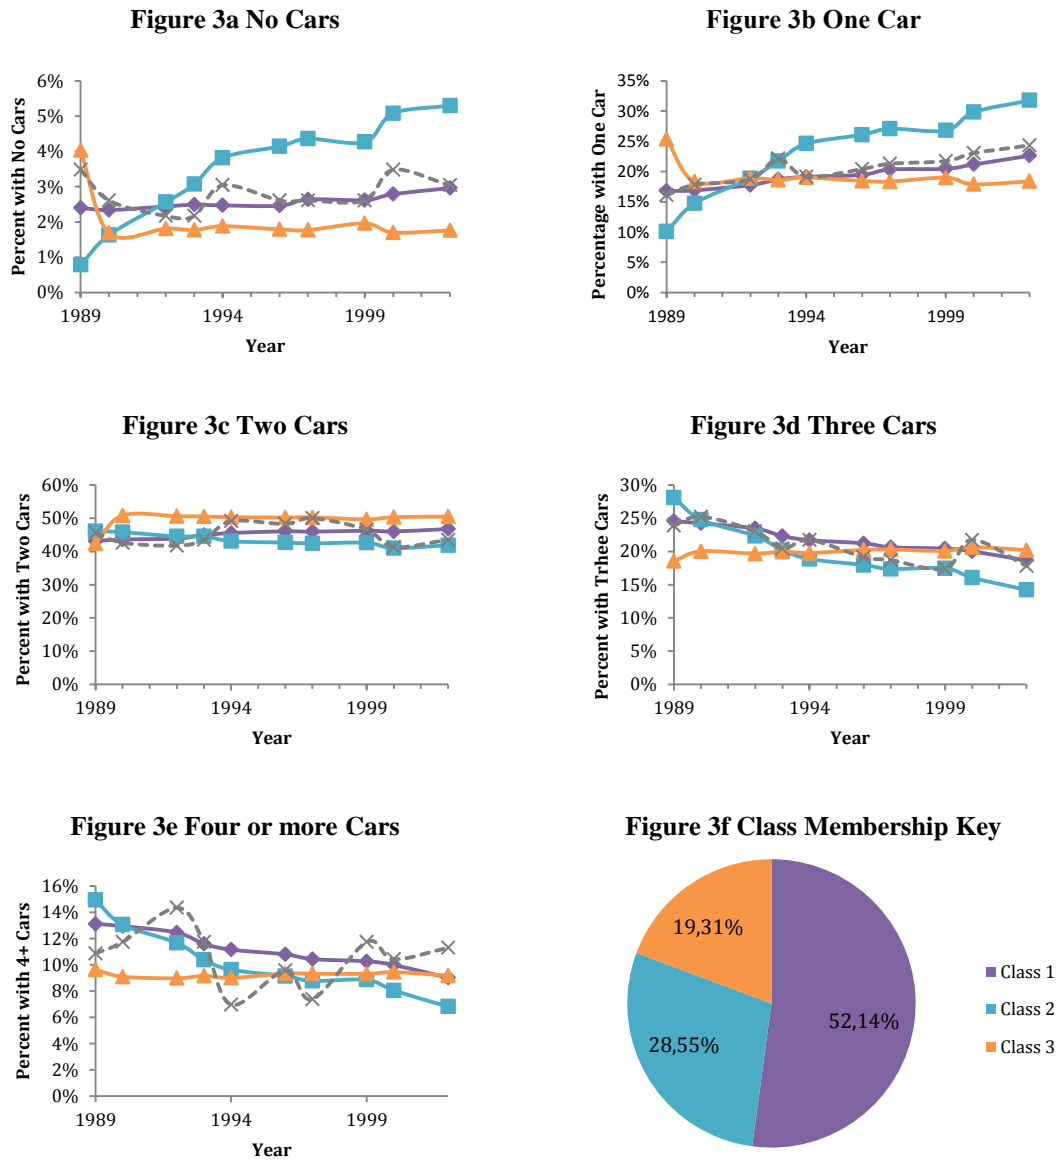 Figure 3a No Cars
Percent with No Cars
6%
5%
4%
3%
2%
1%
0%
1989 1994 1999
Year
Figure 3b One Car
Percentage with One Car
35%
30%
25%
20%
15%
10%
5%
0%
1989 1994 1999
Year
Figure 3c Two Cars
Percent with Two Cars
60%
50%
40%
30%
20%
10%
0%
1989 1994 1999
Year
Figure 3d Three Cars
Percent with Trhee Cars
30%
25%
20%
15%
10%
5%
0%
1989 1994 1999
Year
Figure 3e Four or more Cars
Percent with 4+ Cars
16%
14%
12%
10%
8%
6%
4%
2%
0%
1989 1994 1999
Year
Figure 3f Class Membership Key
19,31%
52,14%
28,55%
Class 1
Class 2
Class 3